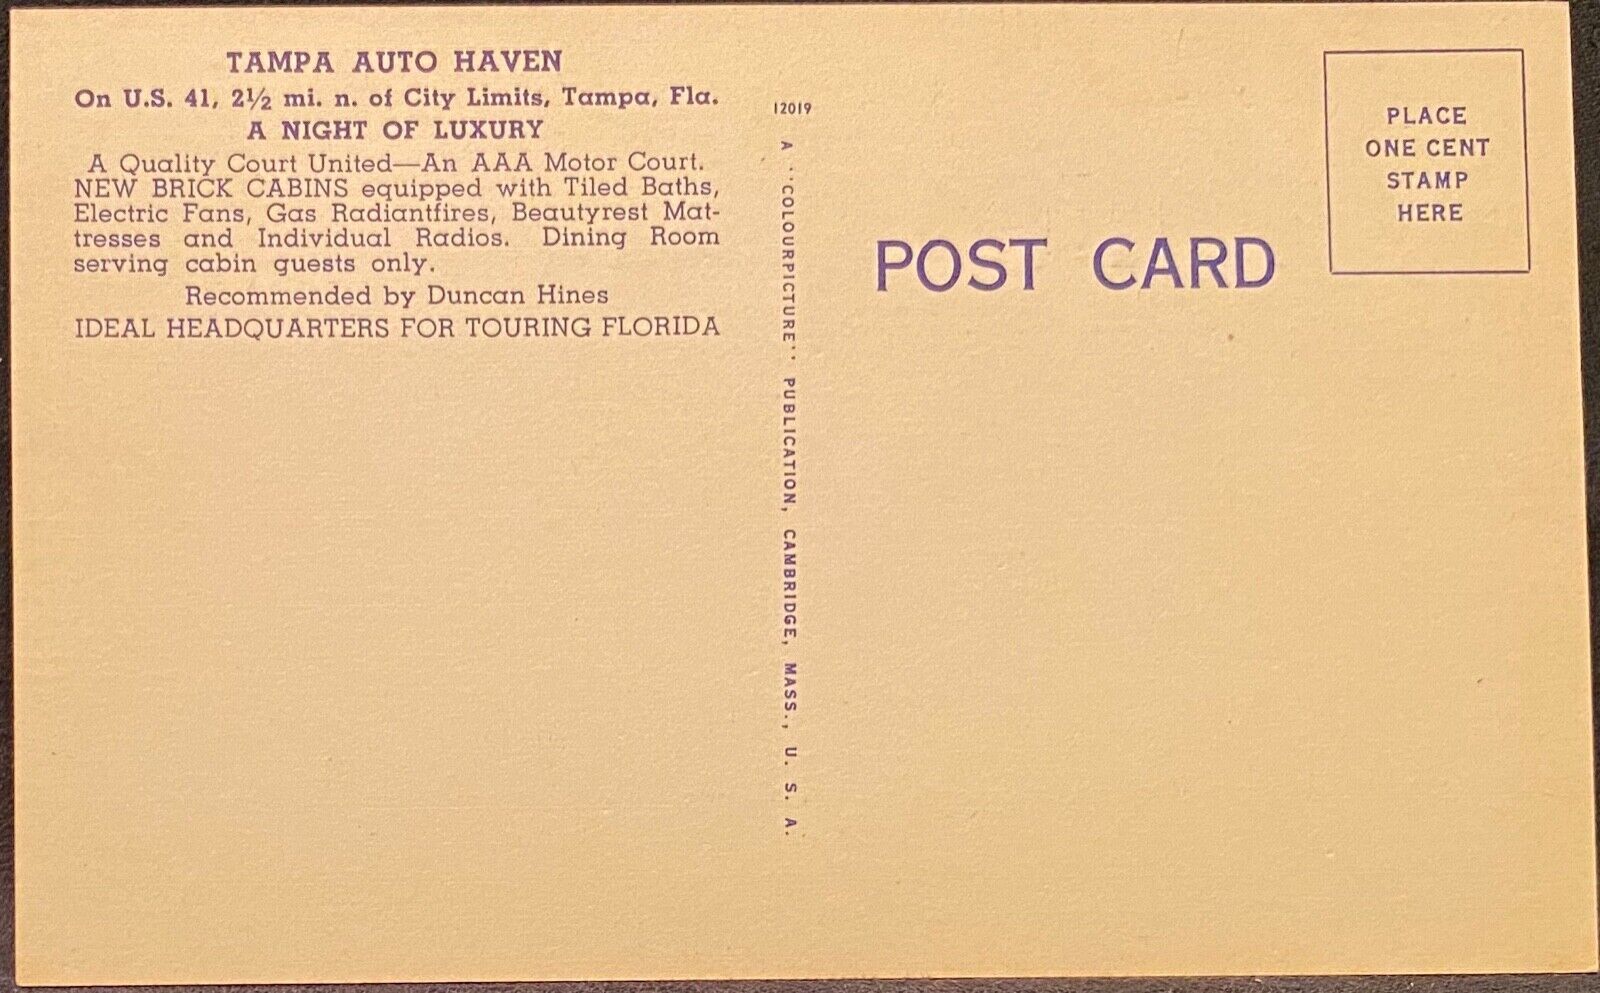 TAMPA AUTO HAVEN
On U.S. 41, 2½ mi. n. of City Limits, Tampa, Fla.
A NIGHT OF LUXURY
A Quality Court United—An AAA Motor Court.
NEW BRICK CABINS equipped with Tiled Baths,
Electric Fans, Gas Radiantfires, Beautyrest Mat-
tresses and Individual Radios. Dining Room
serving cabin guests only.
Recommended by Duncan Hines
IDEAL HEADQUARTERS FOR TOURING FLORIDA
12019
A "COLOURPICTURE" PUBLICATION, CAMBRIDGE, MASS., U. S. A.
POST CARD
PLACE
ONE CENT
STAMP
HERE